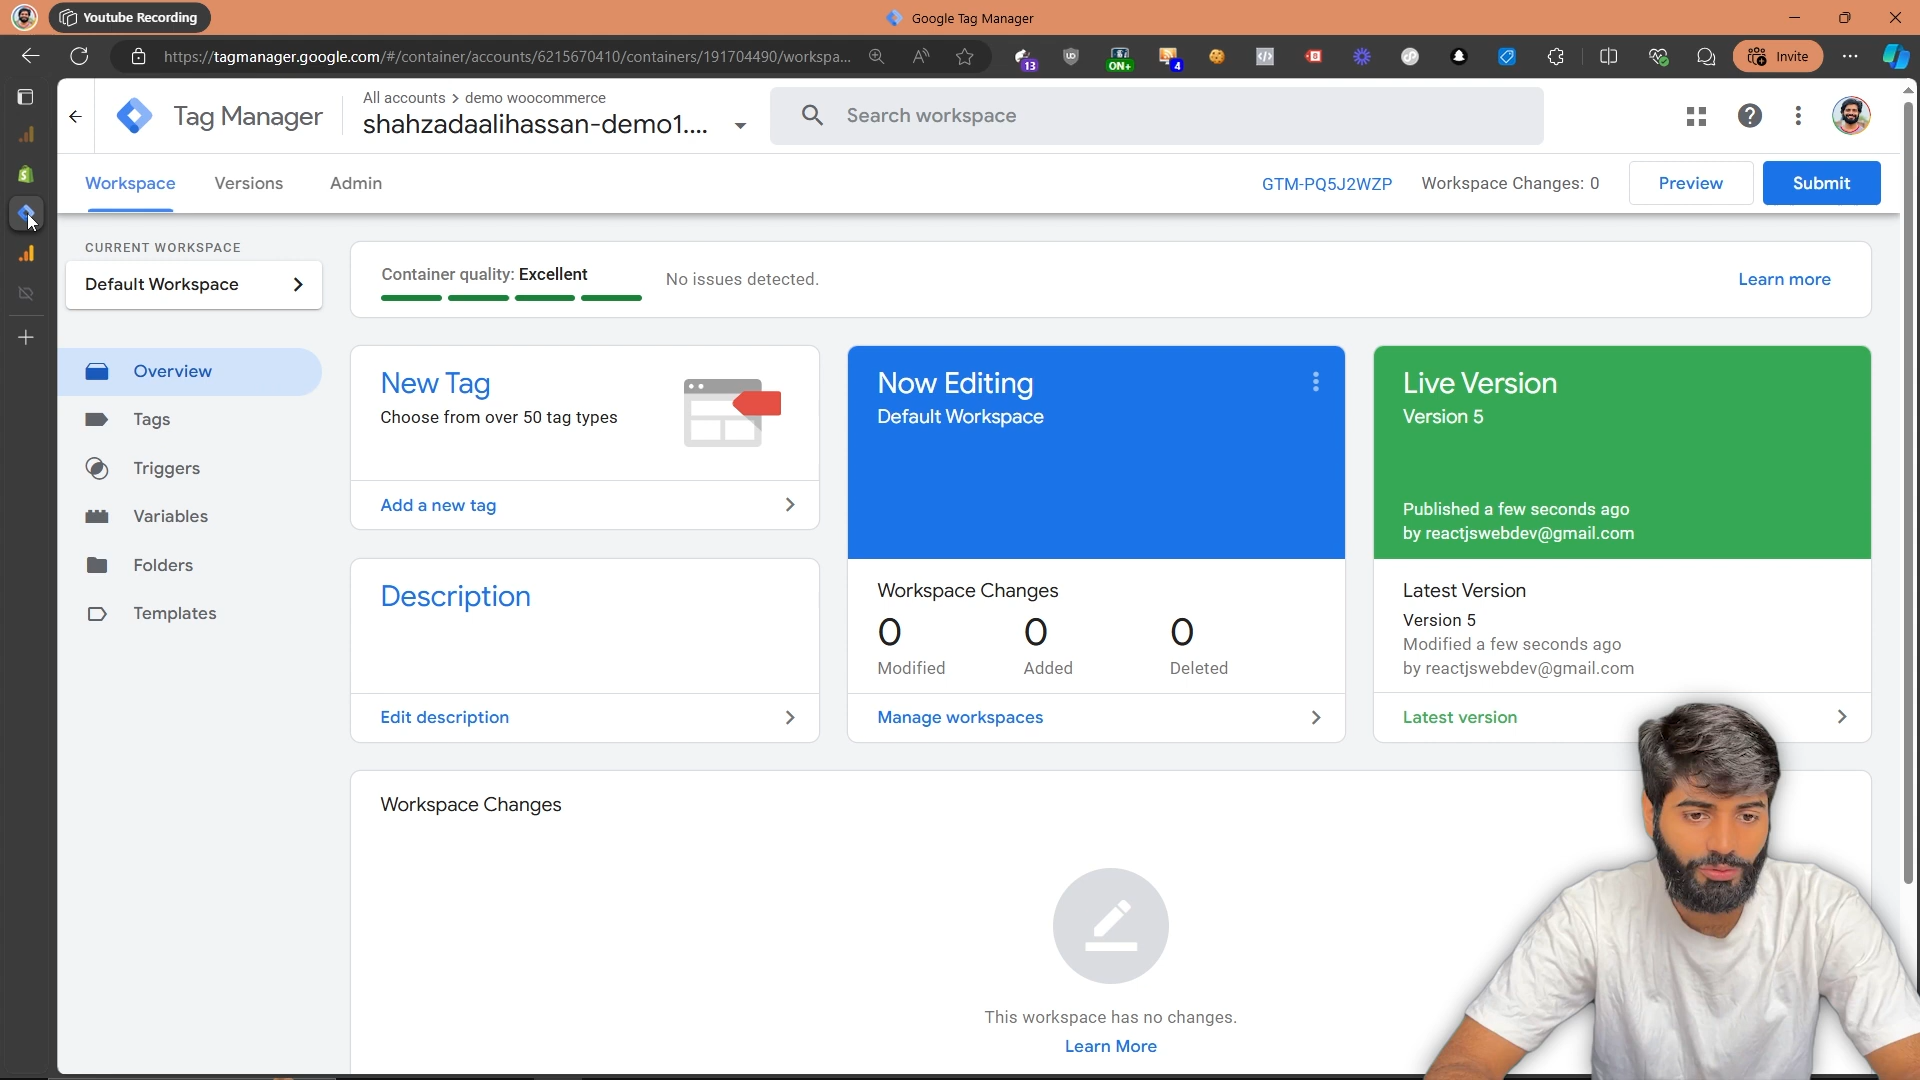 Youtube Recording
Google Tag Manager
https://tagmanager.google.com/#/container/accounts/6215670410/containers/191704490/workspa...
13
ON+
4
Invite
Tag Manager
All accounts > demo woocommerce
shahzadaalihassan-demo1....
Search workspace
Workspace
Versions
Admin
GTM-PQ5J2WZP
Workspace Changes: 0
Preview
Submit
CURRENT WORKSPACE
Default Workspace
Overview
Tags
Triggers
Variables
Folders
Templates
Container quality: Excellent
No issues detected.
Learn more
New Tag
Choose from over 50 tag types
Add a new tag
Description
Edit description
Now Editing
Default Workspace
Workspace Changes
0
0
0
Modified
Added
Deleted
Manage workspaces
Live Version
Version 5
Published a few seconds ago
by reactjswebdev@gmail.com
Latest Version
Version 5
Modified a few seconds ago
by reactjswebdev@gmail.com
Latest version
Workspace Changes
This workspace has no changes.
Learn More